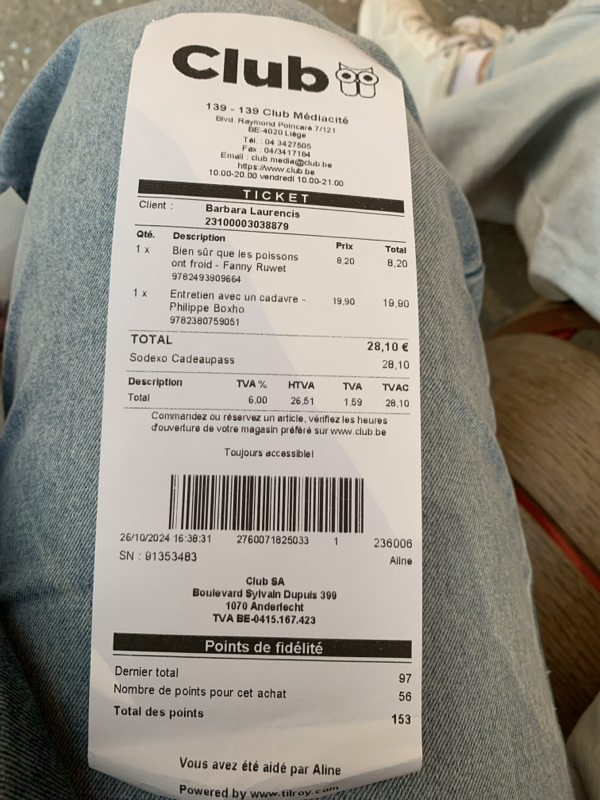 Club
139 - 139 Club Médiacité
Blvd. Raymond Poincaré 7/121
BE-4020 Liège
Tél. : 04 3427505
Fax : 04/3417164
Email : club.media@club.be
https://www.club.be
10.00-20.00 vendredi 10.00-21.00
TICKET
Client : Barbara Laurencis
23100003038879
Qté. Description Prix Total
1 x Bien sûr que les poissons 8,20 8,20
ont froid - Fanny Ruwet
9782493909664
1 x Entretien avec un cadavre - 19,90 19,90
Philippe Boxho
9782380759051
TOTAL 28,10 €
Sodexo Cadeaupass 28,10
Description TVA % HTVA TVA TVAC
Total 6,00 26,51 1,59 28,10
Commandez ou réservez un article, vérifiez les heures
d'ouverture de votre magasin préféré sur www.club.be
Toujours accessible!
26/10/2024 16:38:31 2760071825033 1 236006
SN : 91353483 Aline
Club SA
Boulevard Sylvain Dupuis 399
1070 Anderlecht
TVA BE-0415.167.423
Points de fidélité
Dernier total 97
Nombre de points pour cet achat 56
Total des points 153
Vous avez été aidé par Aline
Powered by www.tilroy.com